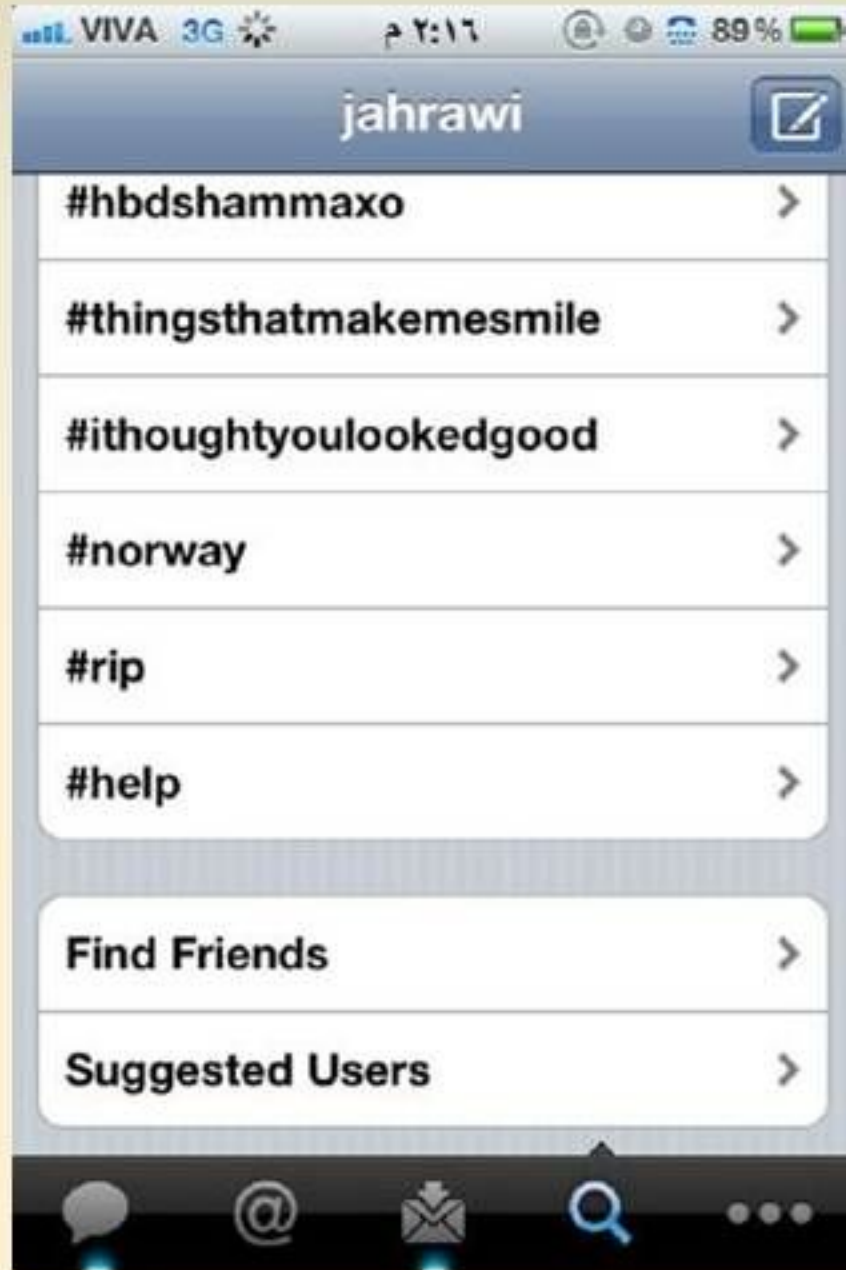 VIVA 3G ٢:١٦ م 89%
jahrawi
#hbdshammaxo
#thingsthatmakemesmile
#ithoughtyoulookedgood
#norway
#rip
#help
Find Friends
Suggested Users